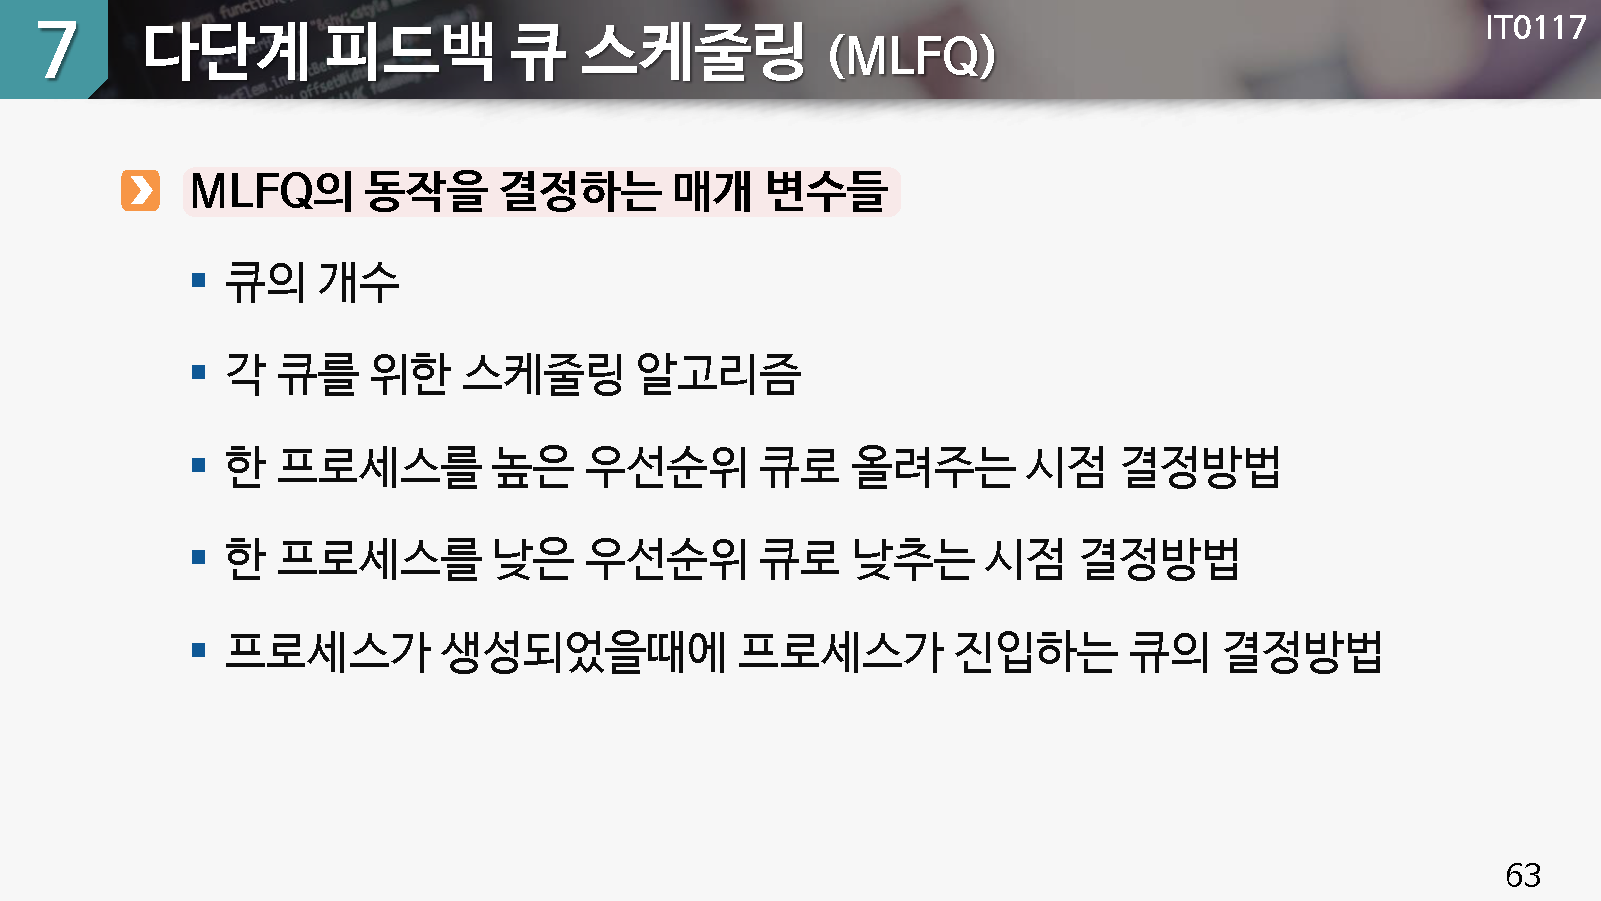 7 다단계 피드백 큐 스케줄링 (MLFQ)
IT0117
MLFQ의 동작을 결정하는 매개 변수들
▪ 큐의 개수
▪ 각 큐를 위한 스케줄링 알고리즘
▪ 한 프로세스를 높은 우선순위 큐로 올려주는 시점 결정방법
▪ 한 프로세스를 낮은 우선순위 큐로 낮추는 시점 결정방법
▪ 프로세스가 생성되었을때에 프로세스가 진입하는 큐의 결정방법
63